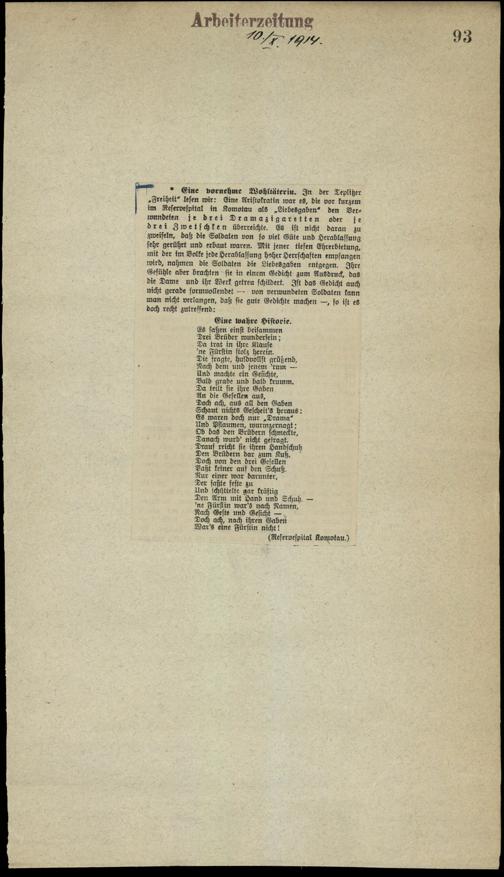 Arbeiterzeitung
10./X. 1914.
93
* Eine vornehme Wohltäterin. In der Teplitzer
„Freiheit" lesen wir: Eine Aristokratin war es, die vor kurzem
im Reservespital in Komotau als „Liebesgaben" den Ver-
wundeten je drei Dramazigaretten oder je
drei Zwetschken überreichte. Es ist nicht daran zu
zweifeln, daß die Soldaten von so viel Güte und Herablassung
sehr gerührt und erbaut waren. Mit jener tiefen Ehrerbietung,
mit der im Volke jede Herablassung hoher Herrschaften empfangen
wird, nahmen die Soldaten die Liebesgaben entgegen. Ihre
Gefühle aber brachten sie in einem Gedicht zum Ausdruck, das
die Dame und ihr Werk getreu schildert. Ist das Gedicht auch
nicht gerade formvollendet — von verwundeten Soldaten kann
man nicht verlangen, daß sie gute Gedichte machen —, so ist es
doch recht zutreffend:
Eine wahre Historie.
Es saßen einst beisammen
Drei Brüder wundersein;
Da trat in ihre Klause
'ne Fürstin stolz herein.
Die fragte, huldvollst grüßend,
Nach dem und jenem 'rum —
Und machte ein Gesichte,
Bald grade und bald krumm.
Da teilt sie ihre Gaben
An die Gesellen aus,
Doch ach, aus all den Gaben
Schaut nichts Gescheit's heraus:
Es waren doch nur „Drama"
Und Pflaumen, wurmzernagt;
Ob das den Brüdern schmeckte,
Danach wurd' nicht gefragt.
Drauf reicht sie ihren Handschuh
Den Brüdern dar zum Kuß,
Doch von den drei Gesellen
Paßt keiner auf den Schuß.
Nur einer war darunter,
Der faßte feste zu
Und schüttelte gar kräftig
Den Arm mit Hand und Schuh. —
'ne Fürstin war's nach Namen,
Nach Geste und Gesicht —
Doch ach, nach ihren Gaben
War's eine Fürstin nicht!
(Reservespital Komotau.)